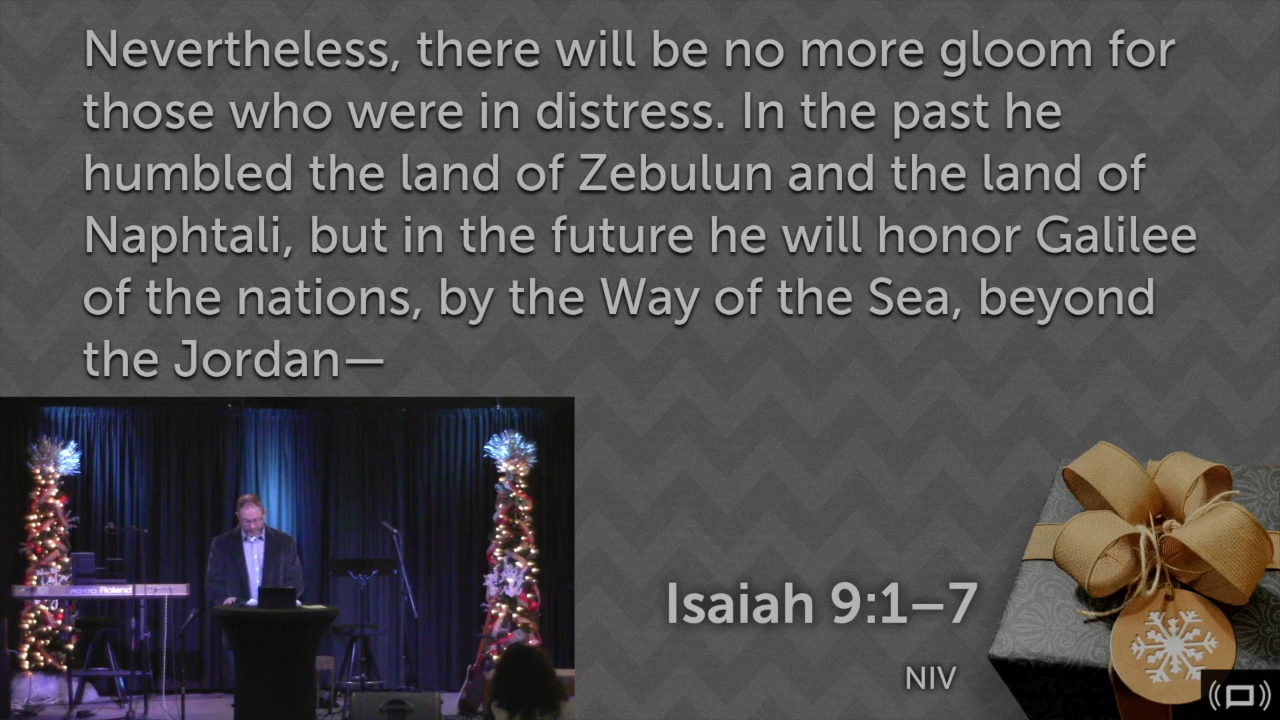 Nevertheless, there will be no more gloom for
those who were in distress. In the past he
humbled the land of Zebulun and the land of
Naphtali, but in the future he will honor Galilee
of the nations, by the Way of the Sea, beyond
the Jordan—
Roland
Isaiah 9:1–7
NIV